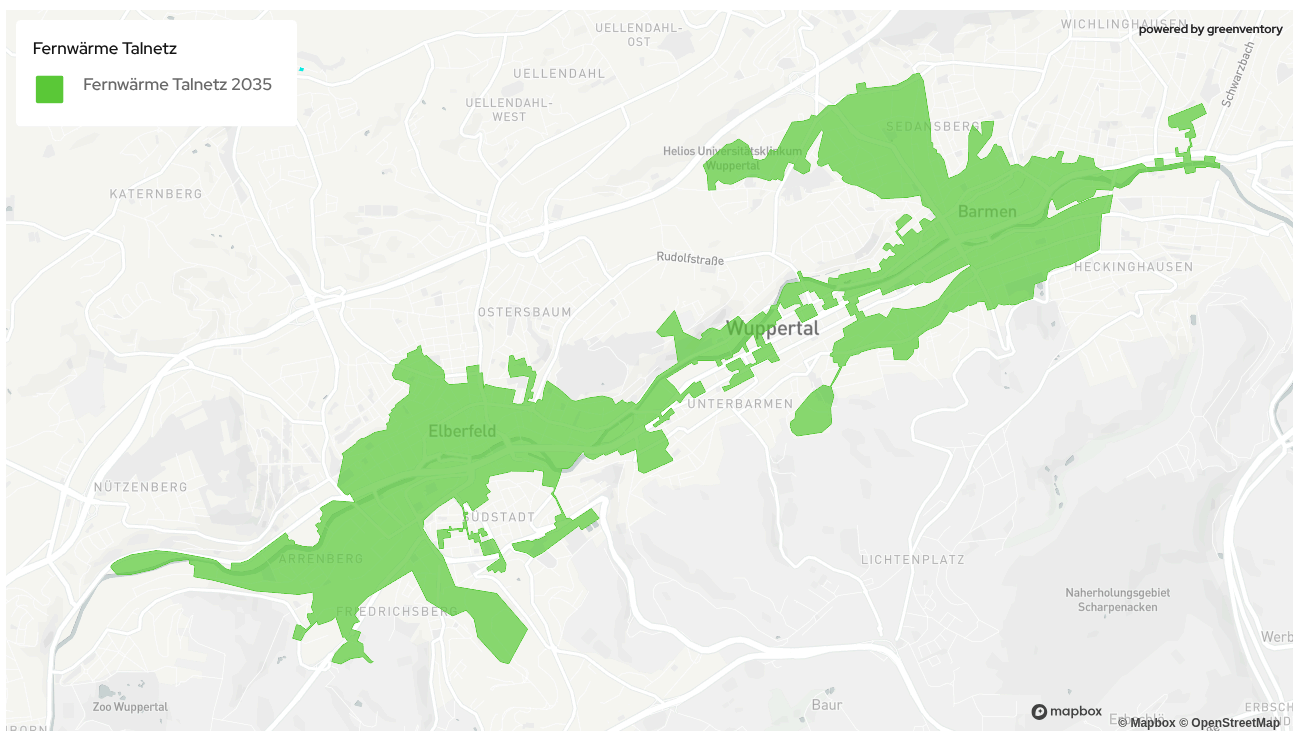 Fernwärme Talnetz
Fernwärme Talnetz 2035
powered by greenventory
UELLENDAHL-
OST
WICHLINGHAUSEN
Schwarzbach
UELLENDAHL
UELLENDAHL-
WEST
SEDANSBERG
Helios Universitätsklinikum
Wuppertal
KATERNBERG
Barmen
Rudolfstraße
HECKINGHAUSEN
OSTERSBAUM
Wuppertal
UNTERBARMEN
Elberfeld
NÜTZENBERG
SÜDSTADT
ARRENBERG
LICHTENPLATZ
FRIEDRICHSBERG
Naherholungsgebiet
Scharpenacken
Werb
Zoo Wuppertal
Baur
mapbox
ERBSCH
© Mapbox © OpenStreetMap